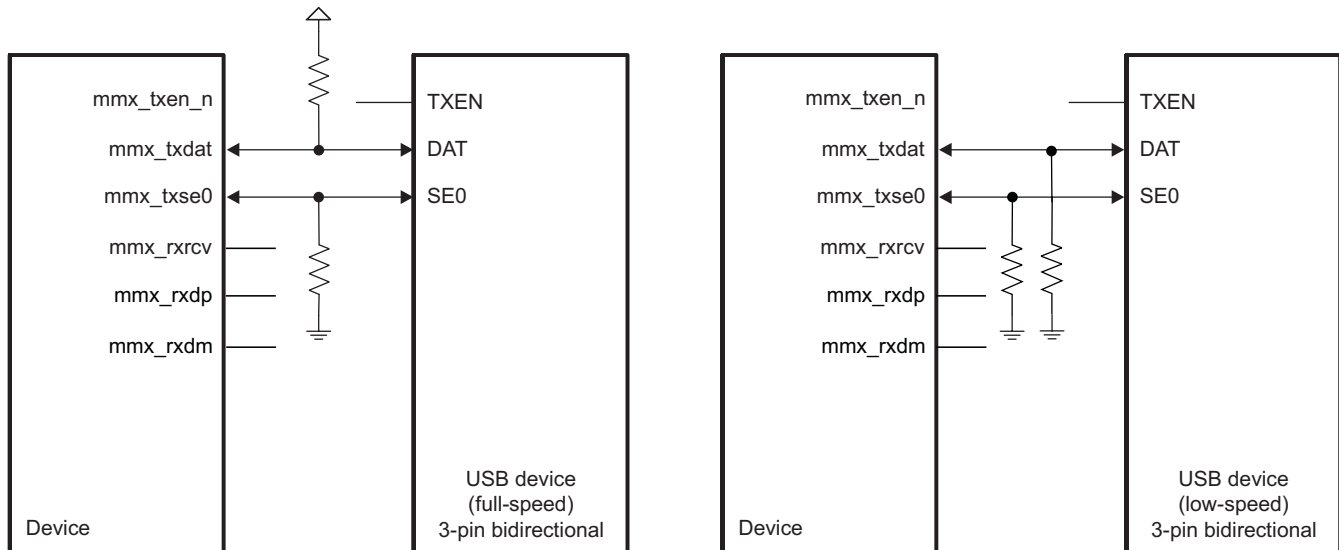 mmx_txen_n
mmx_txdat
mmx_txse0
mmx_rxrcv
mmx_rxdp
mmx_rxdm
Device
TXEN
DAT
SE0
USB device
(full-speed)
3-pin bidirectional
mmx_txen_n
mmx_txdat
mmx_txse0
mmx_rxrcv
mmx_rxdp
mmx_rxdm
Device
TXEN
DAT
SE0
USB device
(low-speed)
3-pin bidirectional